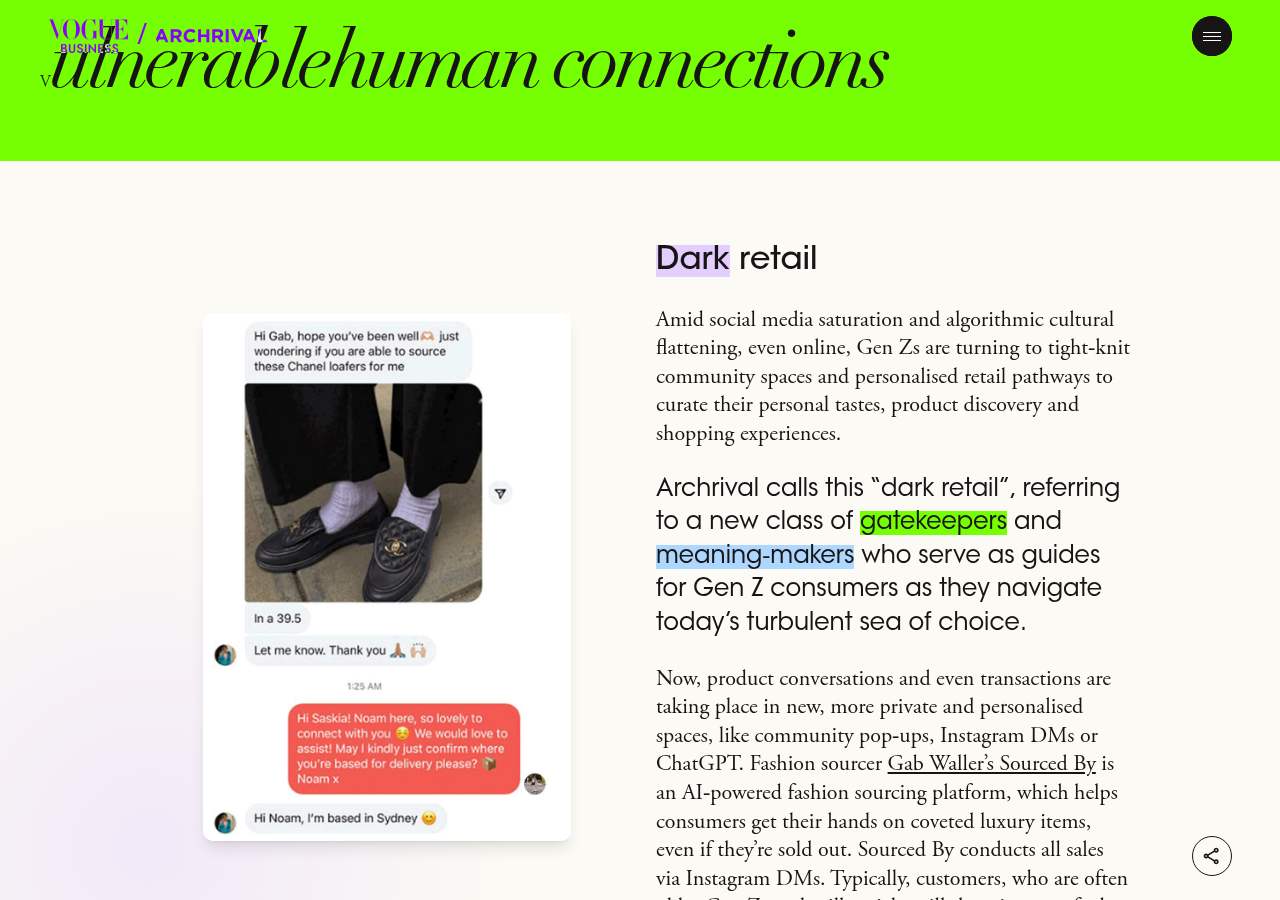 VOGUE
BUSINESS
/ ARCHRIVAL
vulnerablehuman connections
Hi Gab, hope you've been well🫶🏼 just
wondering if you are able to source
these Chanel loafers for me
In a 39.5
Let me know. Thank you 🙏🏽 🙌🏼
1:25 AM
Hi Saskia! Noam here, so lovely to
connect with you ☺️ We would love to
assist! May I kindly just confirm where
you're based for delivery please? 📦
Noam x
Hi Noam, I'm based in Sydney 😊
Dark retail
Amid social media saturation and algorithmic cultural
flattening, even online, Gen Zs are turning to tight-knit
community spaces and personalised retail pathways to
curate their personal tastes, product discovery and
shopping experiences.
Archrival calls this “dark retail”, referring
to a new class of gatekeepers and
meaning-makers who serve as guides
for Gen Z consumers as they navigate
today’s turbulent sea of choice.
Now, product conversations and even transactions are
taking place in new, more private and personalised
spaces, like community pop-ups, Instagram DMs or
ChatGPT. Fashion sourcer Gab Waller’s Sourced By is
an AI-powered fashion sourcing platform, which helps
consumers get their hands on coveted luxury items,
even if they’re sold out. Sourced By conducts all sales
via Instagram DMs. Typically, customers, who are often